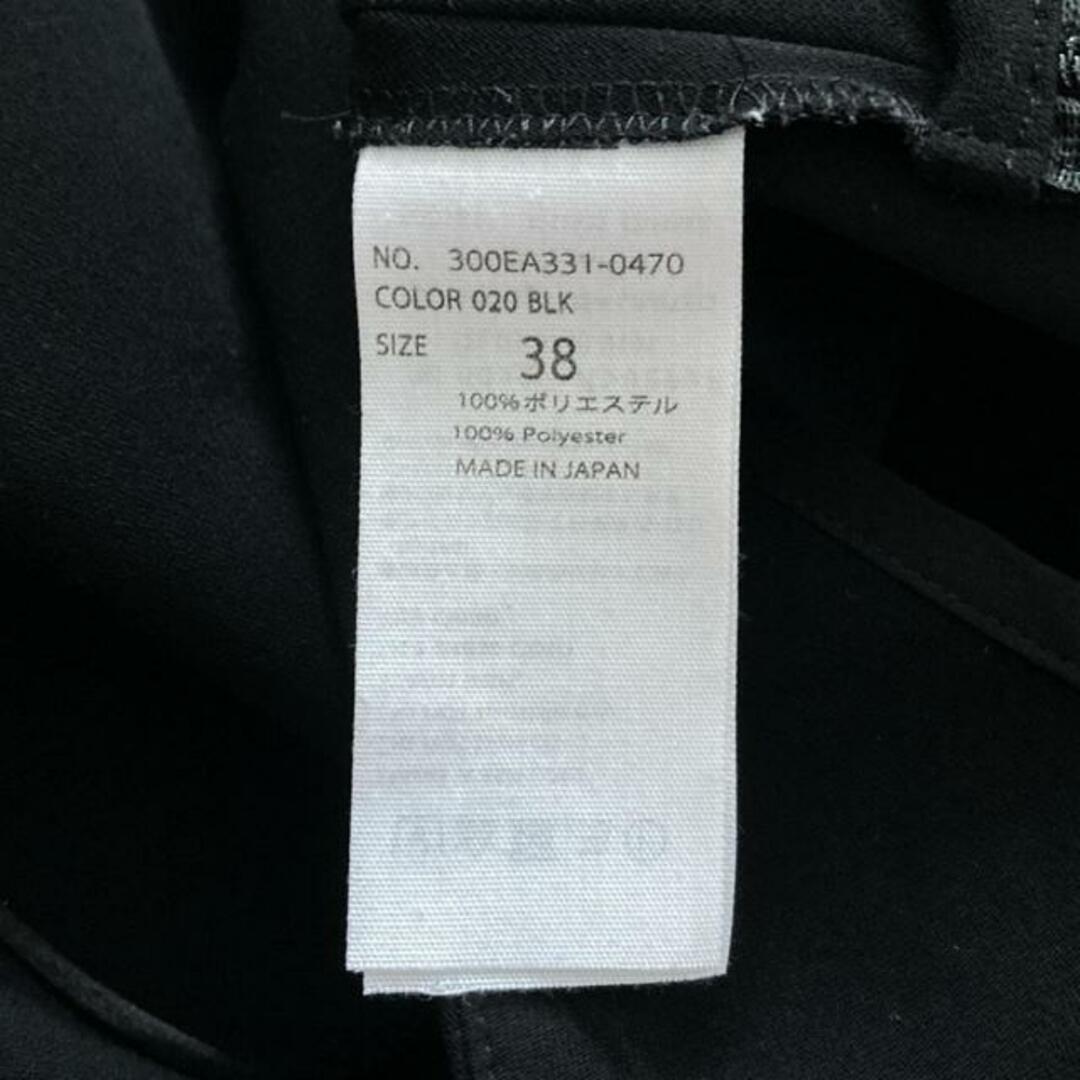 NO. 300EA331-0470
COLOR 020 BLK
SIZE 38
100%ポリエステル
100% Polyester
MADE IN JAPAN